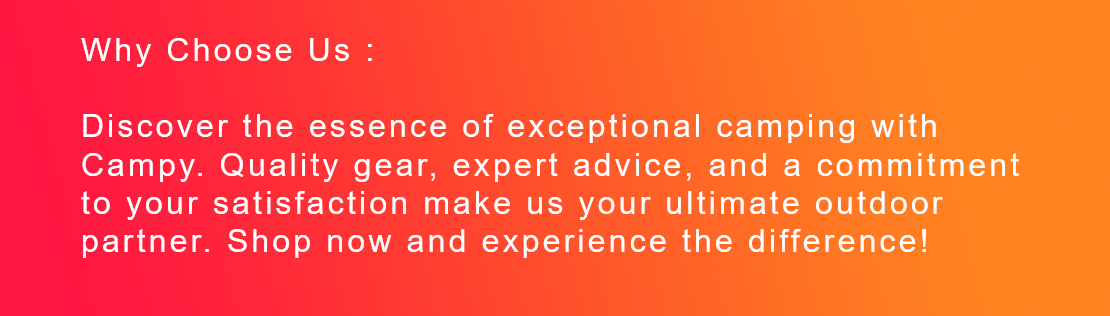 Why Choose Us :
Discover the essence of exceptional camping with
Campy. Quality gear, expert advice, and a commitment
to your satisfaction make us your ultimate outdoor
partner. Shop now and experience the difference!